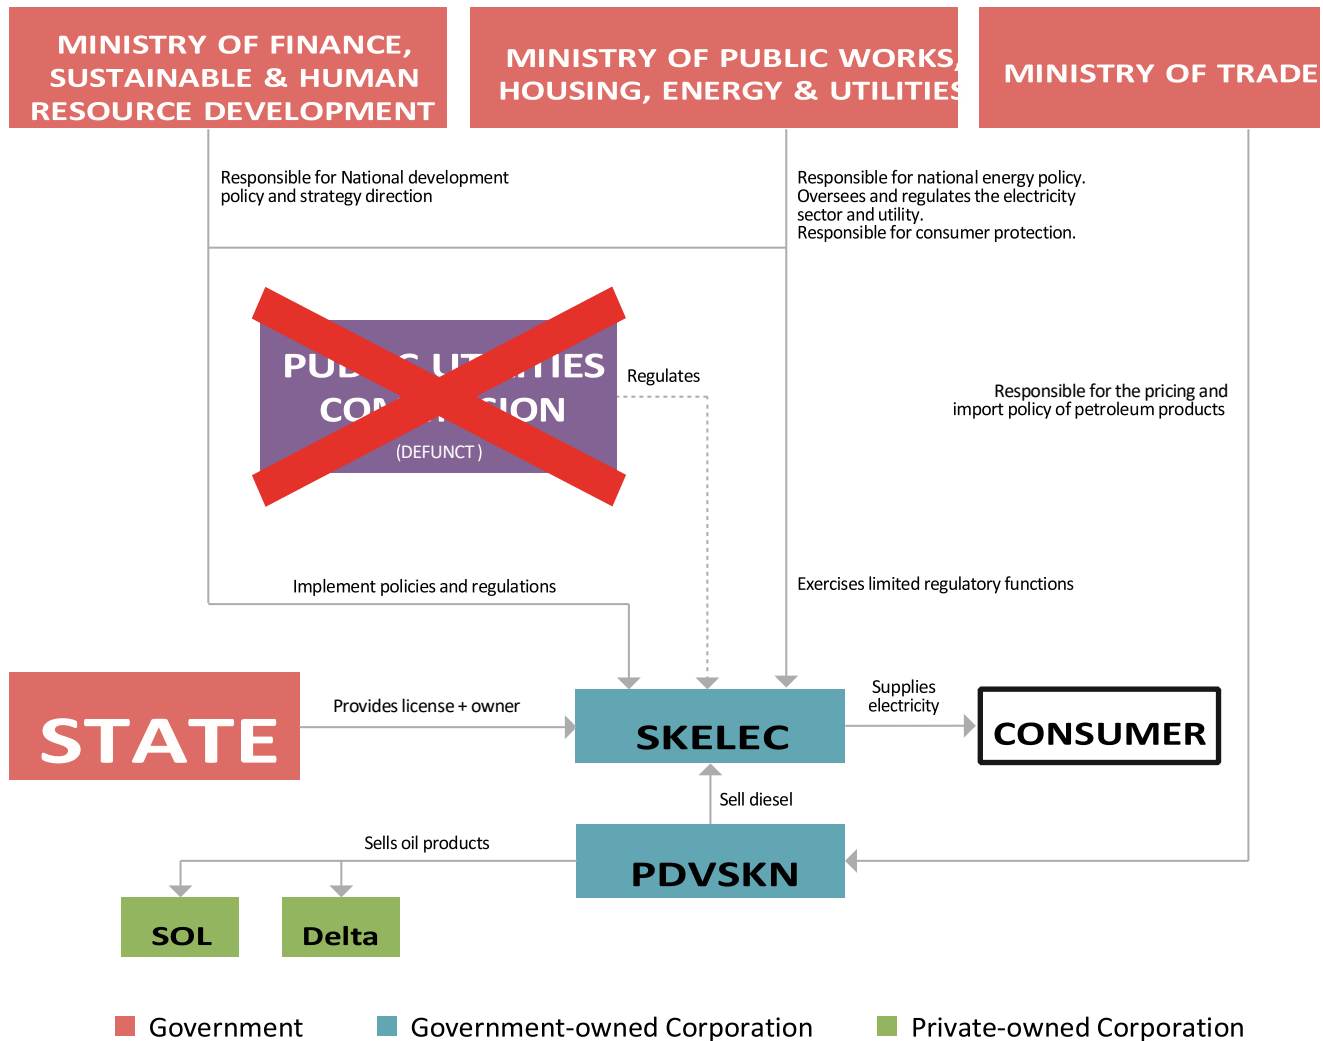 MINISTRY OF FINANCE,
SUSTAINABLE & HUMAN
RESOURCE DEVELOPMENT
MINISTRY OF PUBLIC WORKS,
HOUSING, ENERGY & UTILITIES
MINISTRY OF TRADE
Responsible for National development
policy and strategy direction
Responsible for national energy policy.
Oversees and regulates the electricity
sector and utility.
Responsible for consumer protection.
PUBLIC UTILITIES
COMMISSION
(DEFUNCT )
Regulates
Responsible for the pricing and
import policy of petroleum products
Implement policies and regulations
Exercises limited regulatory functions
STATE
Provides license + owner
SKELEC
Supplies
electricity
CONSUMER
Sell diesel
Sells oil products
PDVSKN
SOL
Delta
Government
Government-owned Corporation
Private-owned Corporation